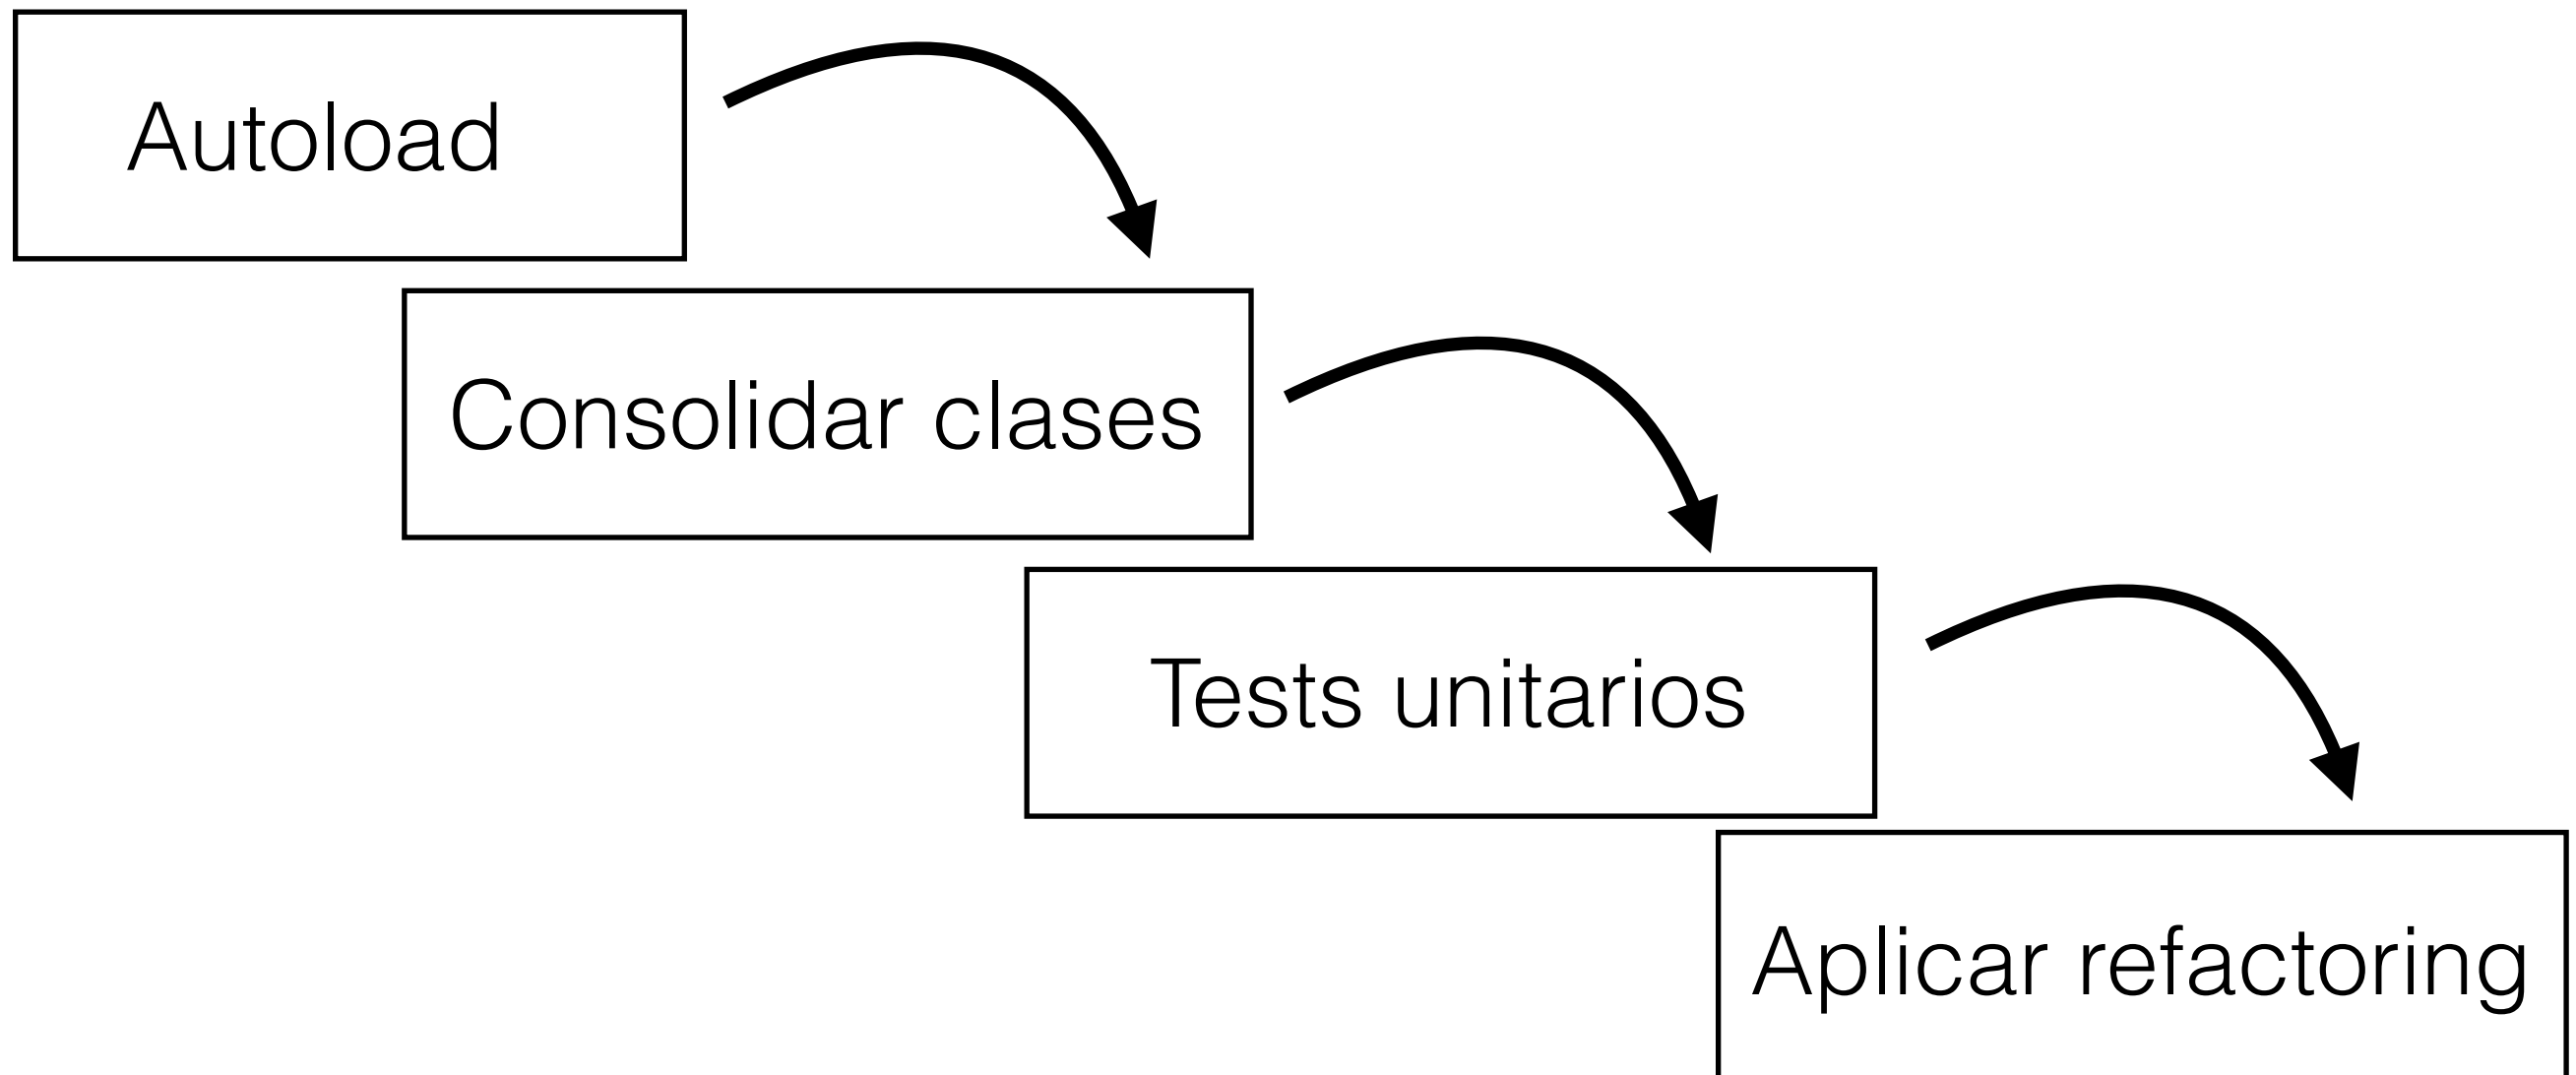 Autoload
Consolidar clases
Tests unitarios
Aplicar refactoring